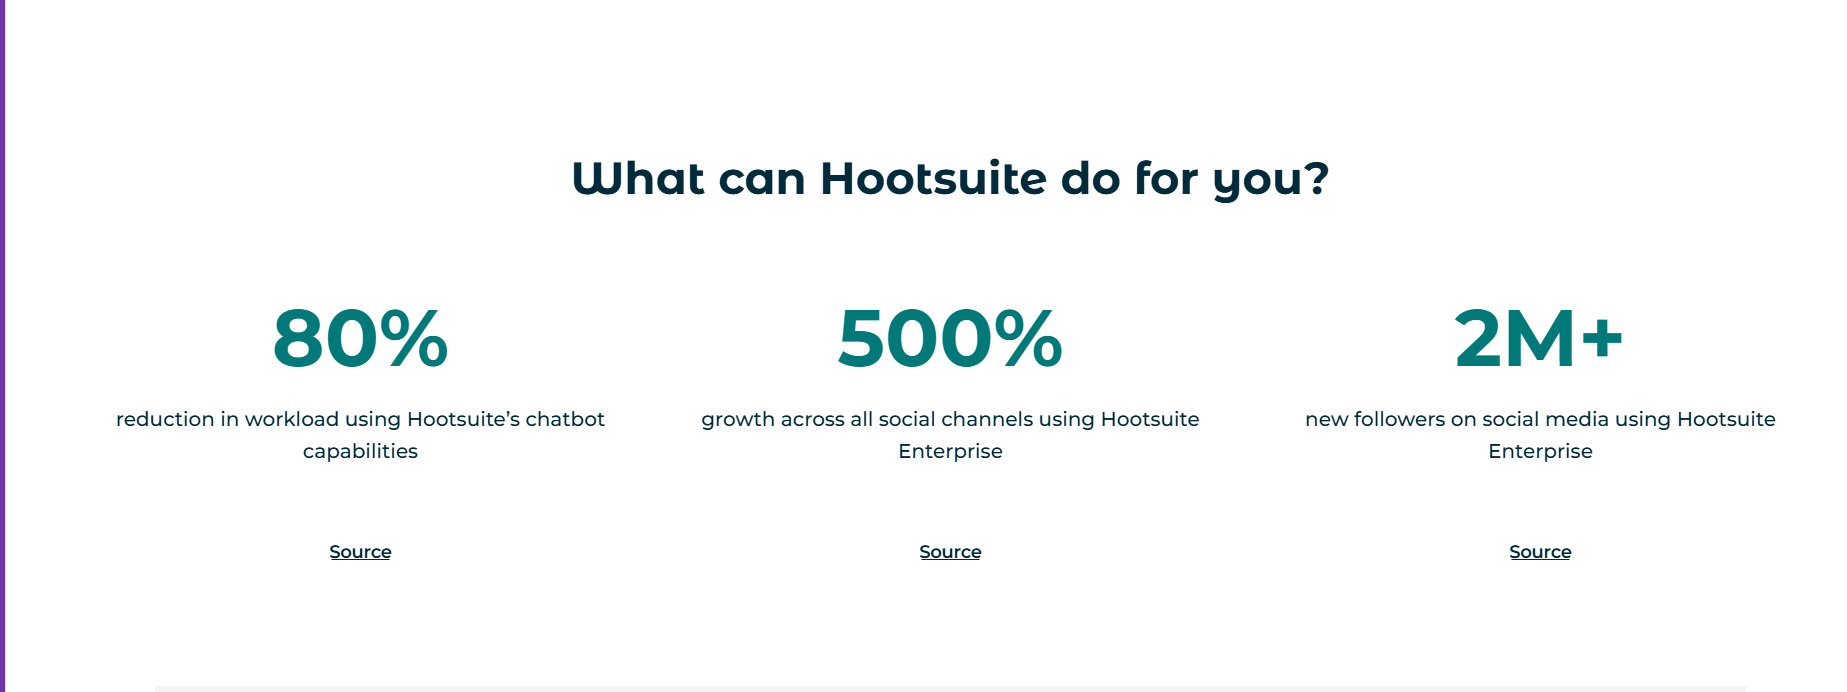 What can Hootsuite do for you?
80%
reduction in workload using Hootsuite’s chatbot
capabilities
Source
500%
growth across all social channels using Hootsuite
Enterprise
Source
2M+
new followers on social media using Hootsuite
Enterprise
Source